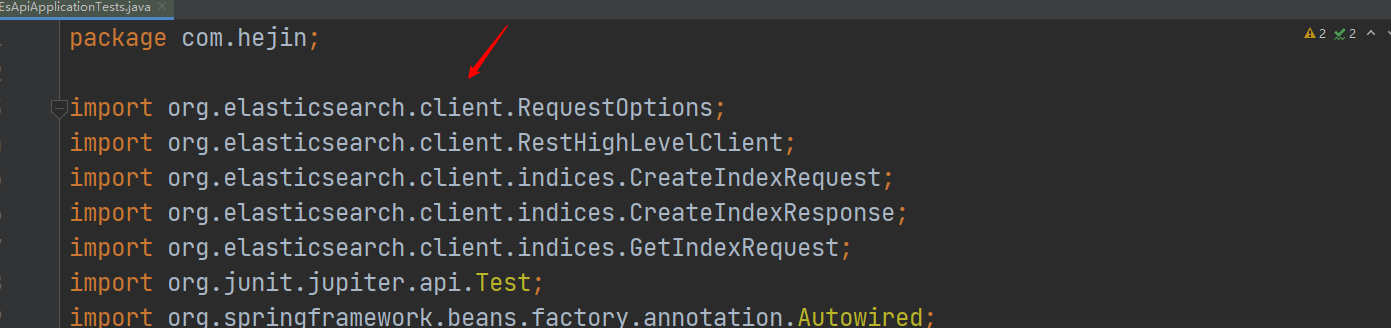 EsApiApplicationTests.java
package com.hejin;
2 2
import org.elasticsearch.client.RequestOptions;
import org.elasticsearch.client.RestHighLevelClient;
import org.elasticsearch.client.indices.CreateIndexRequest;
import org.elasticsearch.client.indices.CreateIndexResponse;
import org.elasticsearch.client.indices.GetIndexRequest;
import org.junit.jupiter.api.Test;
import org.springframework.beans.factory.annotation.Autowired;